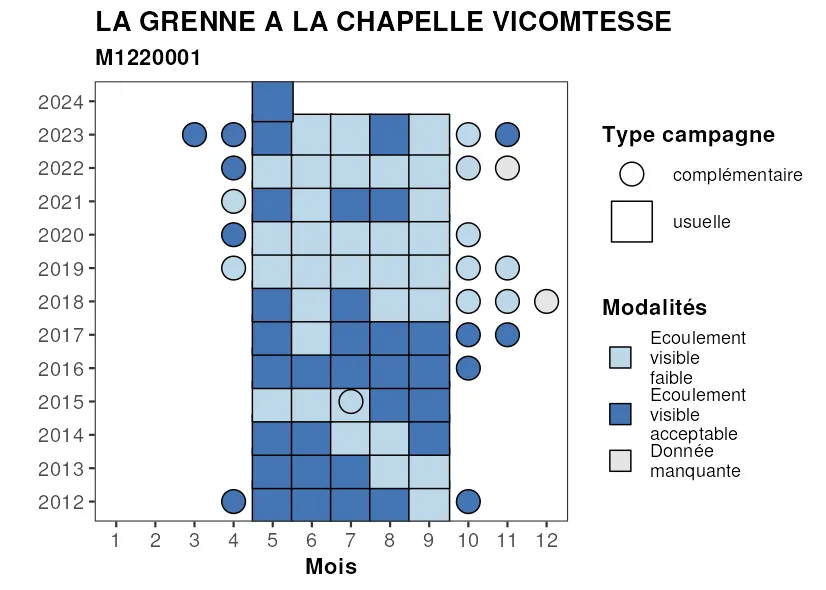 LA GRENNE A LA CHAPELLE VICOMTESSE
M1220001
2024
2023
2022
2021
2020
2019
2018
2017
2016
2015
2014
2013
2012
1 2 3 4 5 6 7 8 9 10 11 12
Mois
Type campagne
complémentaire
usuelle
Modalités
Ecoulement
visible
faible
Ecoulement
visible
acceptable
Donnée
manquante